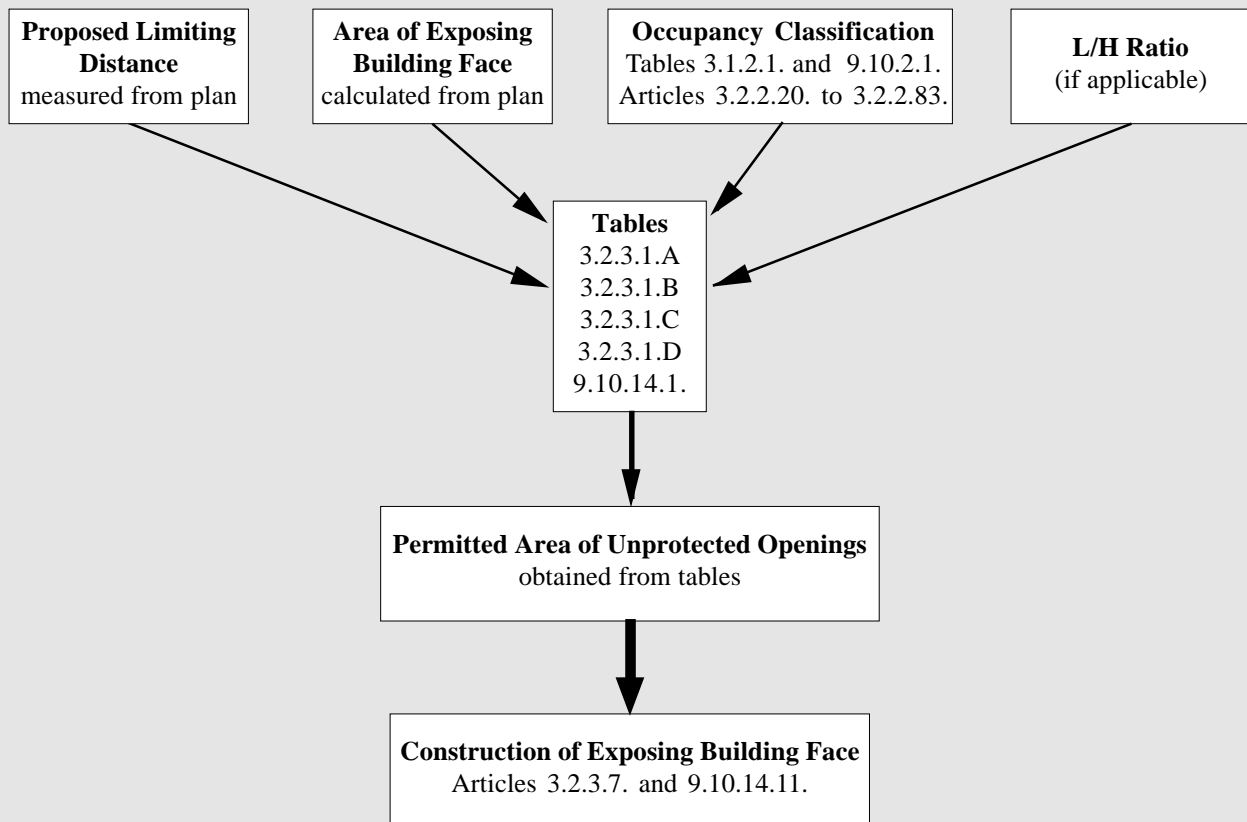 Proposed Limiting
Distance
measured from plan
Area of Exposing
Building Face
calculated from plan
Occupancy Classification
Tables 3.1.2.1. and 9.10.2.1.
Articles 3.2.2.20. to 3.2.2.83.
L/H Ratio
(if applicable)
Tables
3.2.3.1.A
3.2.3.1.B
3.2.3.1.C
3.2.3.1.D
9.10.14.1.
Permitted Area of Unprotected Openings
obtained from tables
Construction of Exposing Building Face
Articles 3.2.3.7. and 9.10.14.11.